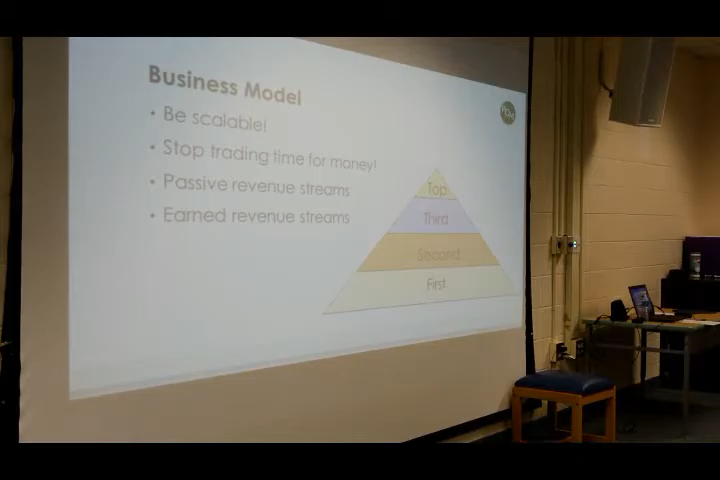 Business Model
• Be scalable!
• Stop trading time for money!
• Passive revenue streams
• Earned revenue streams
Top
Third
Second
First